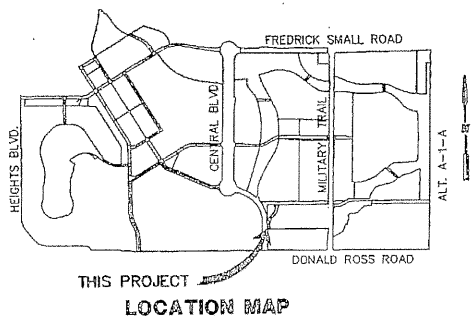 FREDRICK SMALL ROAD
HEIGHTS BLVD.
CENTRAL BLVD
MILITARY TRAIL
ALT. A-1-A
N
DONALD ROSS ROAD
THIS PROJECT
LOCATION MAP